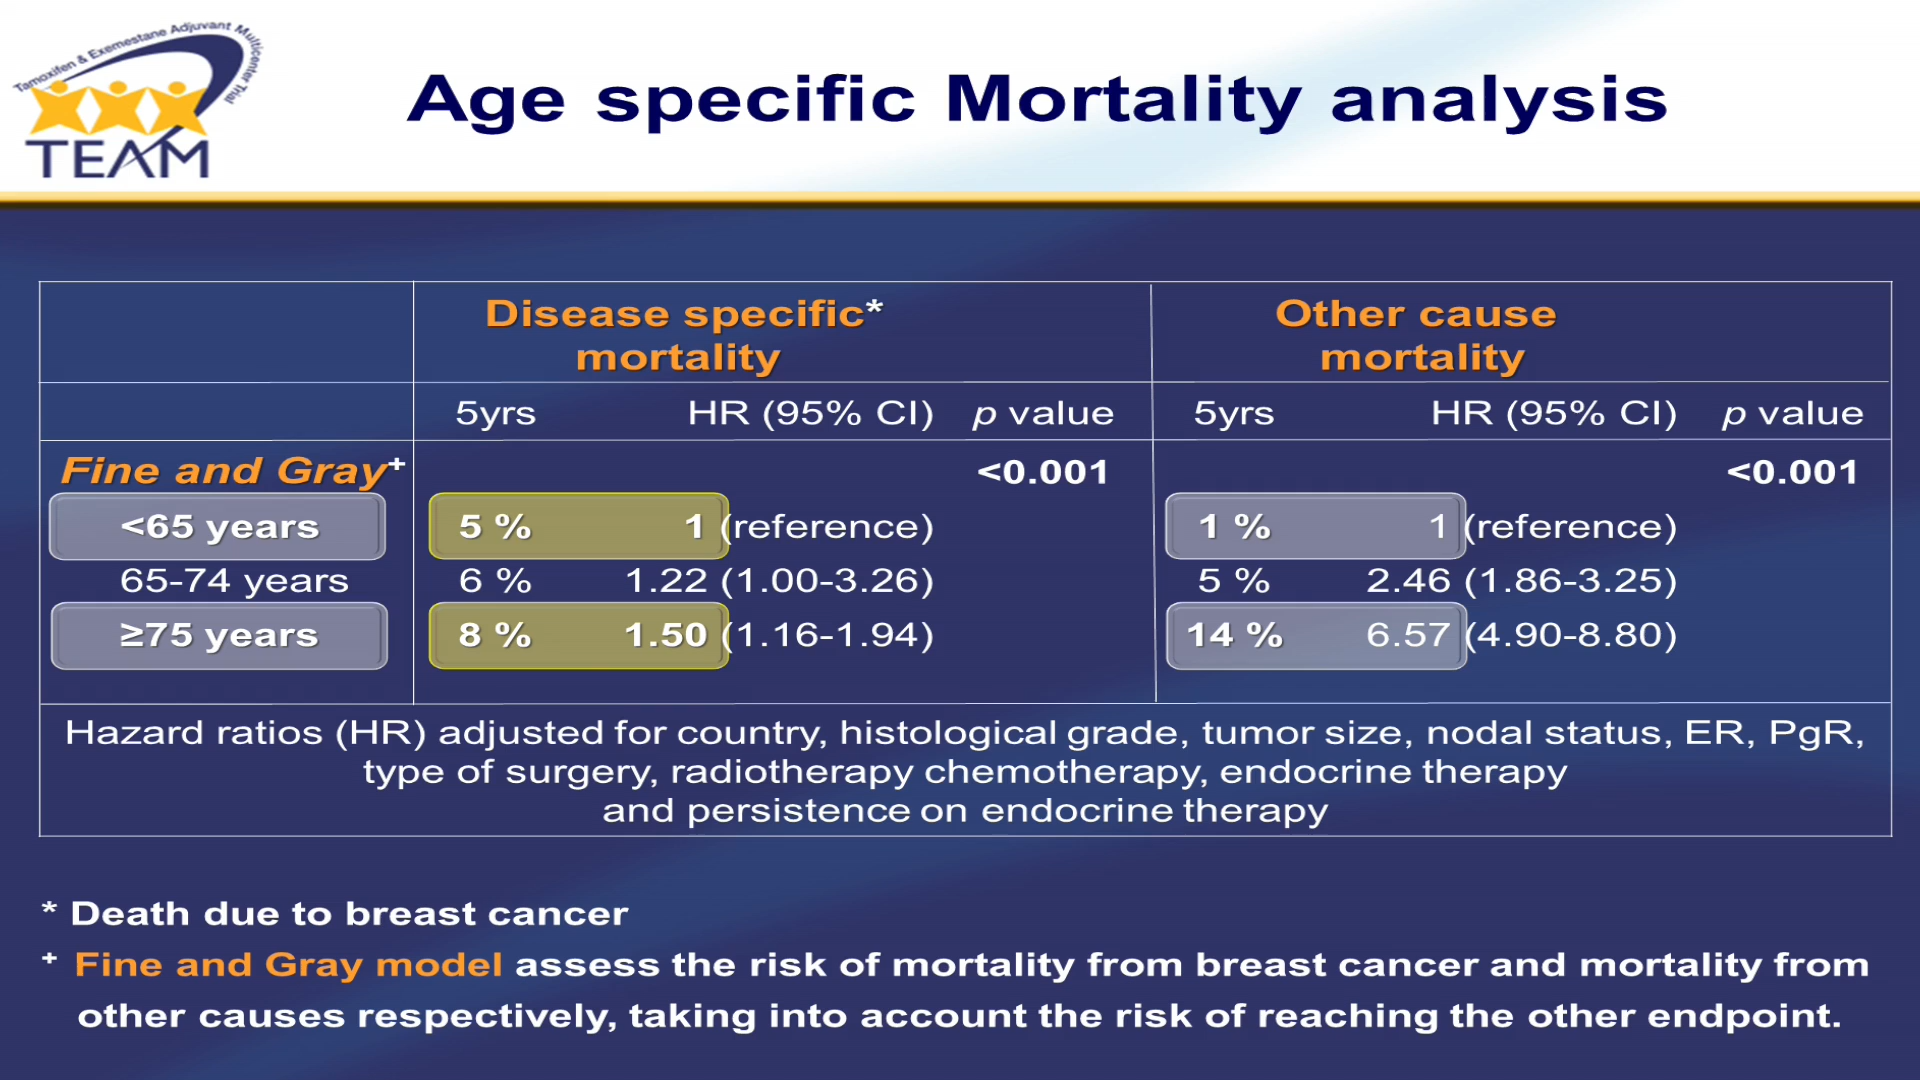 Tamoxifen & Exemestane Adjuvant Multicenter Trial
TEAM
Age specific Mortality analysis
Disease specific* mortality
Other cause mortality
5yrs HR (95% CI) p value 5yrs HR (95% CI) p value
Fine and Gray+ <0.001 <0.001
<65 years 5 % 1 (reference) 1 % 1 (reference)
65-74 years 6 % 1.22 (1.00-3.26) 5 % 2.46 (1.86-3.25)
≥75 years 8 % 1.50 (1.16-1.94) 14 % 6.57 (4.90-8.80)
Hazard ratios (HR) adjusted for country, histological grade, tumor size, nodal status, ER, PgR,
type of surgery, radiotherapy chemotherapy, endocrine therapy
and persistence on endocrine therapy
* Death due to breast cancer
+ Fine and Gray model assess the risk of mortality from breast cancer and mortality from
other causes respectively, taking into account the risk of reaching the other endpoint.